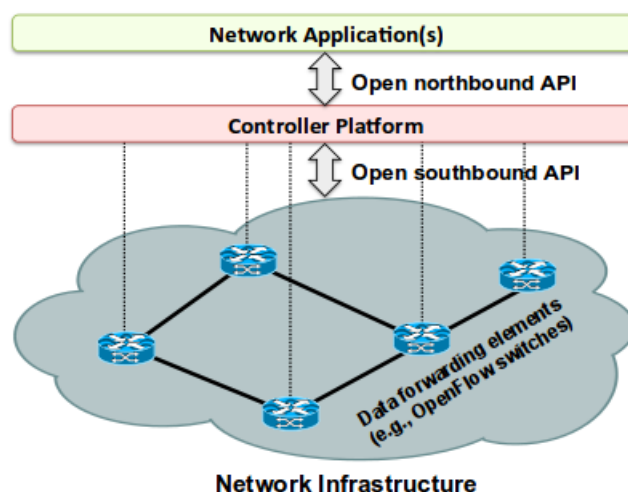 Network Application(s)
Open northbound API
Controller Platform
Open southbound API
Data forwarding elements
(e.g., OpenFlow switches)
Network Infrastructure